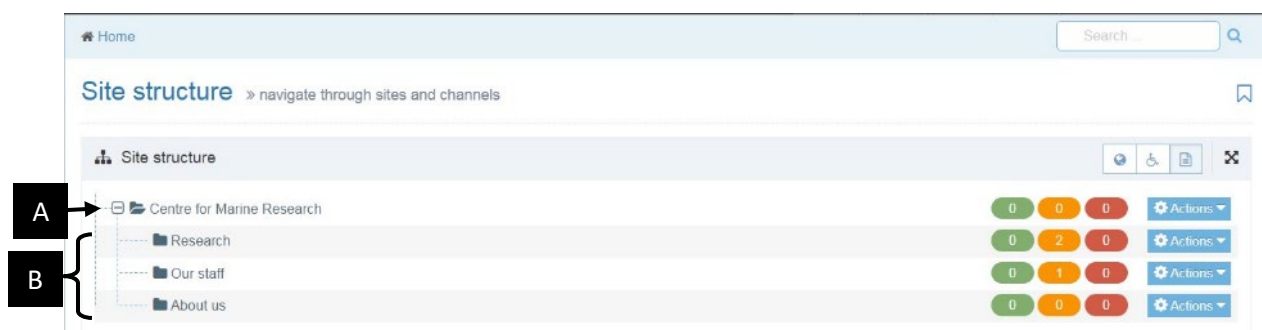 Home Search ...
Site structure » navigate through sites and channels
Site structure
A Centre for Marine Research 0 0 0 Actions
B
Research 0 2 0 Actions
Our staff 0 1 0 Actions
About us 0 0 0 Actions